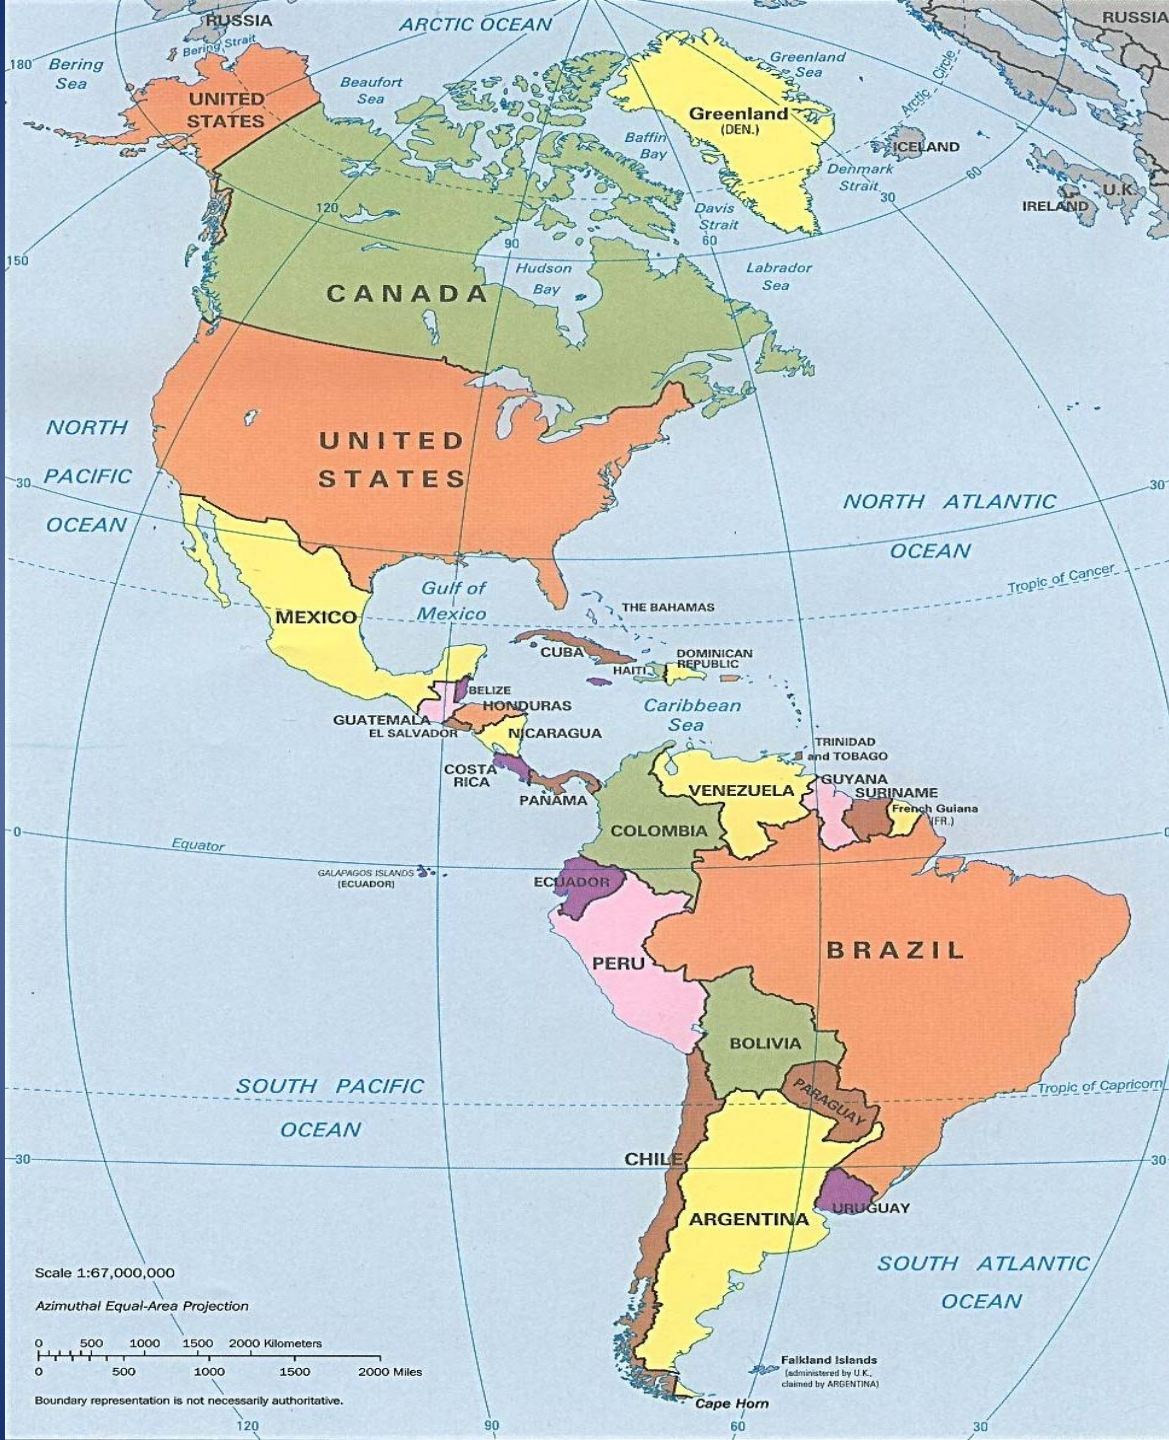 RUSSIA
ARCTIC OCEAN
RUSSIA
Bering Strait
180
Bering
Sea
Beaufort
Sea
Greenland
Sea
UNITED
STATES
Greenland
(DEN.)
Arctic Circle
Baffin
Bay
ICELAND
Denmark
Strait
60
U.K.
IRELAND
30
120
Davis
Strait
90
60
150
Hudson
Bay
Labrador
Sea
CANADA
NORTH
PACIFIC
OCEAN
UNITED
STATES
30
30
NORTH ATLANTIC
OCEAN
Tropic of Cancer
Gulf of
Mexico
MEXICO
THE BAHAMAS
CUBA
HAITI
DOMINICAN
REPUBLIC
BELIZE
HONDURAS
GUATEMALA
EL SALVADOR
NICARAGUA
Caribbean
Sea
COSTA
RICA
PANAMA
TRINIDAD
and TOBAGO
VENEZUELA
GUYANA
SURINAME
French Guiana
(FR.)
COLOMBIA
0
0
Equator
GALAPAGOS ISLANDS
(ECUADOR)
ECUADOR
PERU
BRAZIL
BOLIVIA
SOUTH PACIFIC
OCEAN
PARAGUAY
Tropic of Capricorn
30
30
CHILE
ARGENTINA
URUGUAY
SOUTH ATLANTIC
OCEAN
Scale 1:67,000,000
Azimuthal Equal-Area Projection
0 500 1000 1500 2000 Kilometers
0 500 1000 1500 2000 Miles
Boundary representation is not necessarily authoritative.
Falkland Islands
(administered by U.K.,
claimed by ARGENTINA)
Cape Horn
120
90
60
30